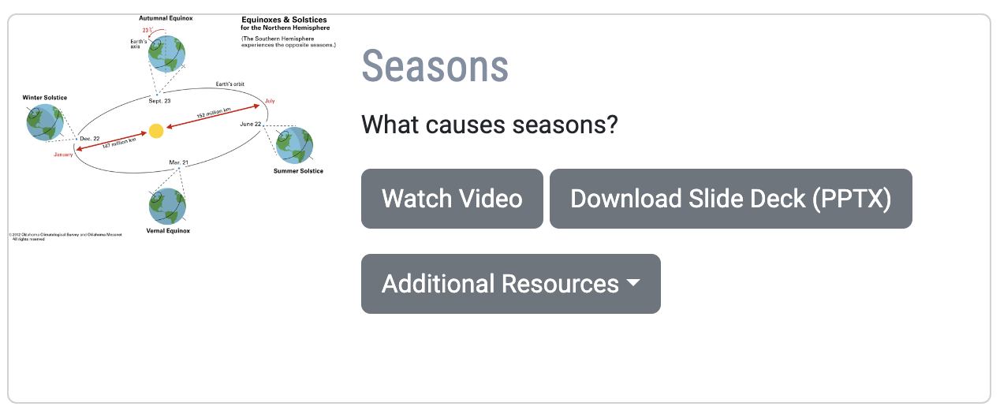 Autumnal Equinox
23½°
Earth's
axis
Equinoxes & Solstices
for the Northern Hemisphere
(The Southern Hemisphere
experiences the opposite seasons.)
Earth's orbit
Sept. 23
Winter Solstice
July
152 million km
June 22
Dec. 22
147 million km
January
Summer Solstice
Mar. 21
Vernal Equinox
©2012 Oklahoma Climatological Survey and Oklahoma Mesonet
All rights reserved
Seasons
What causes seasons?
Watch Video
Download Slide Deck (PPTX)
Additional Resources